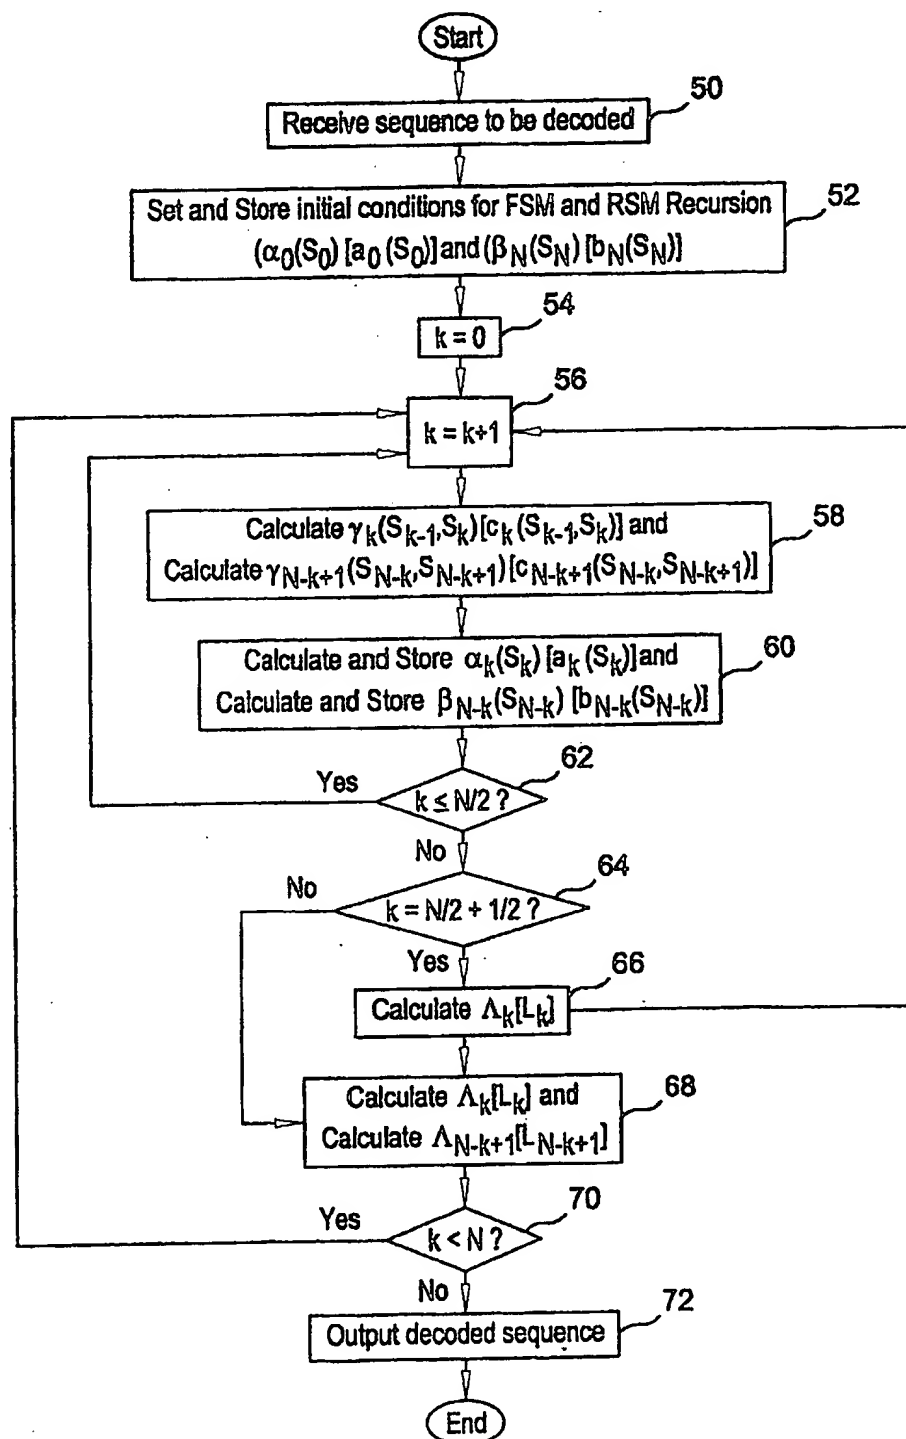 Start
50
Receive sequence to be decoded
52
Set and Store initial conditions for FSM and RSM Recursion
(α0(S0) [a0 (S0)] and (βN(SN) [bN(SN)]
54
k = 0
56
k = k+1
58
Calculate γk(Sk-1,Sk) [ck (Sk-1,Sk)] and
Calculate γN-k+1(SN-k,SN-k+1) [cN-k+1(SN-k,SN-k+1)]
60
Calculate and Store αk(Sk) [ak (Sk)] and
Calculate and Store βN-k(SN-k) [bN-k(SN-k)]
62
Yes
k ≤ N/2 ?
No
64
No
k = N/2 + 1/2 ?
Yes
66
Calculate Λk[Lk]
68
Calculate Λk[Lk] and
Calculate ΛN-k+1[LN-k+1]
70
Yes
k < N ?
No
72
Output decoded sequence
End